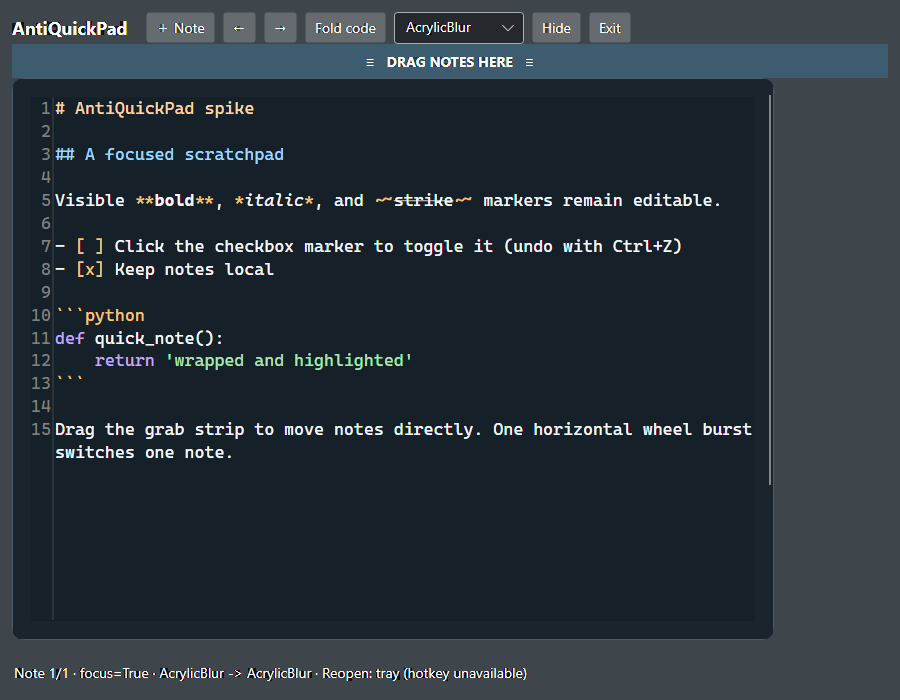 AntiQuickPad + Note ← → Fold code AcrylicBlur Hide Exit
≡ DRAG NOTES HERE ≡
1 # AntiQuickPad spike
2
3 ## A focused scratchpad
4
5 Visible **bold**, *italic*, and ~~strike~~ markers remain editable.
6
7 - [ ] Click the checkbox marker to toggle it (undo with Ctrl+Z)
8 - [x] Keep notes local
9
10 ```python
11 def quick_note():
12     return 'wrapped and highlighted'
13 ```
14
15 Drag the grab strip to move notes directly. One horizontal wheel burst
switches one note.
Note 1/1 · focus=True · AcrylicBlur -> AcrylicBlur · Reopen: tray (hotkey unavailable)